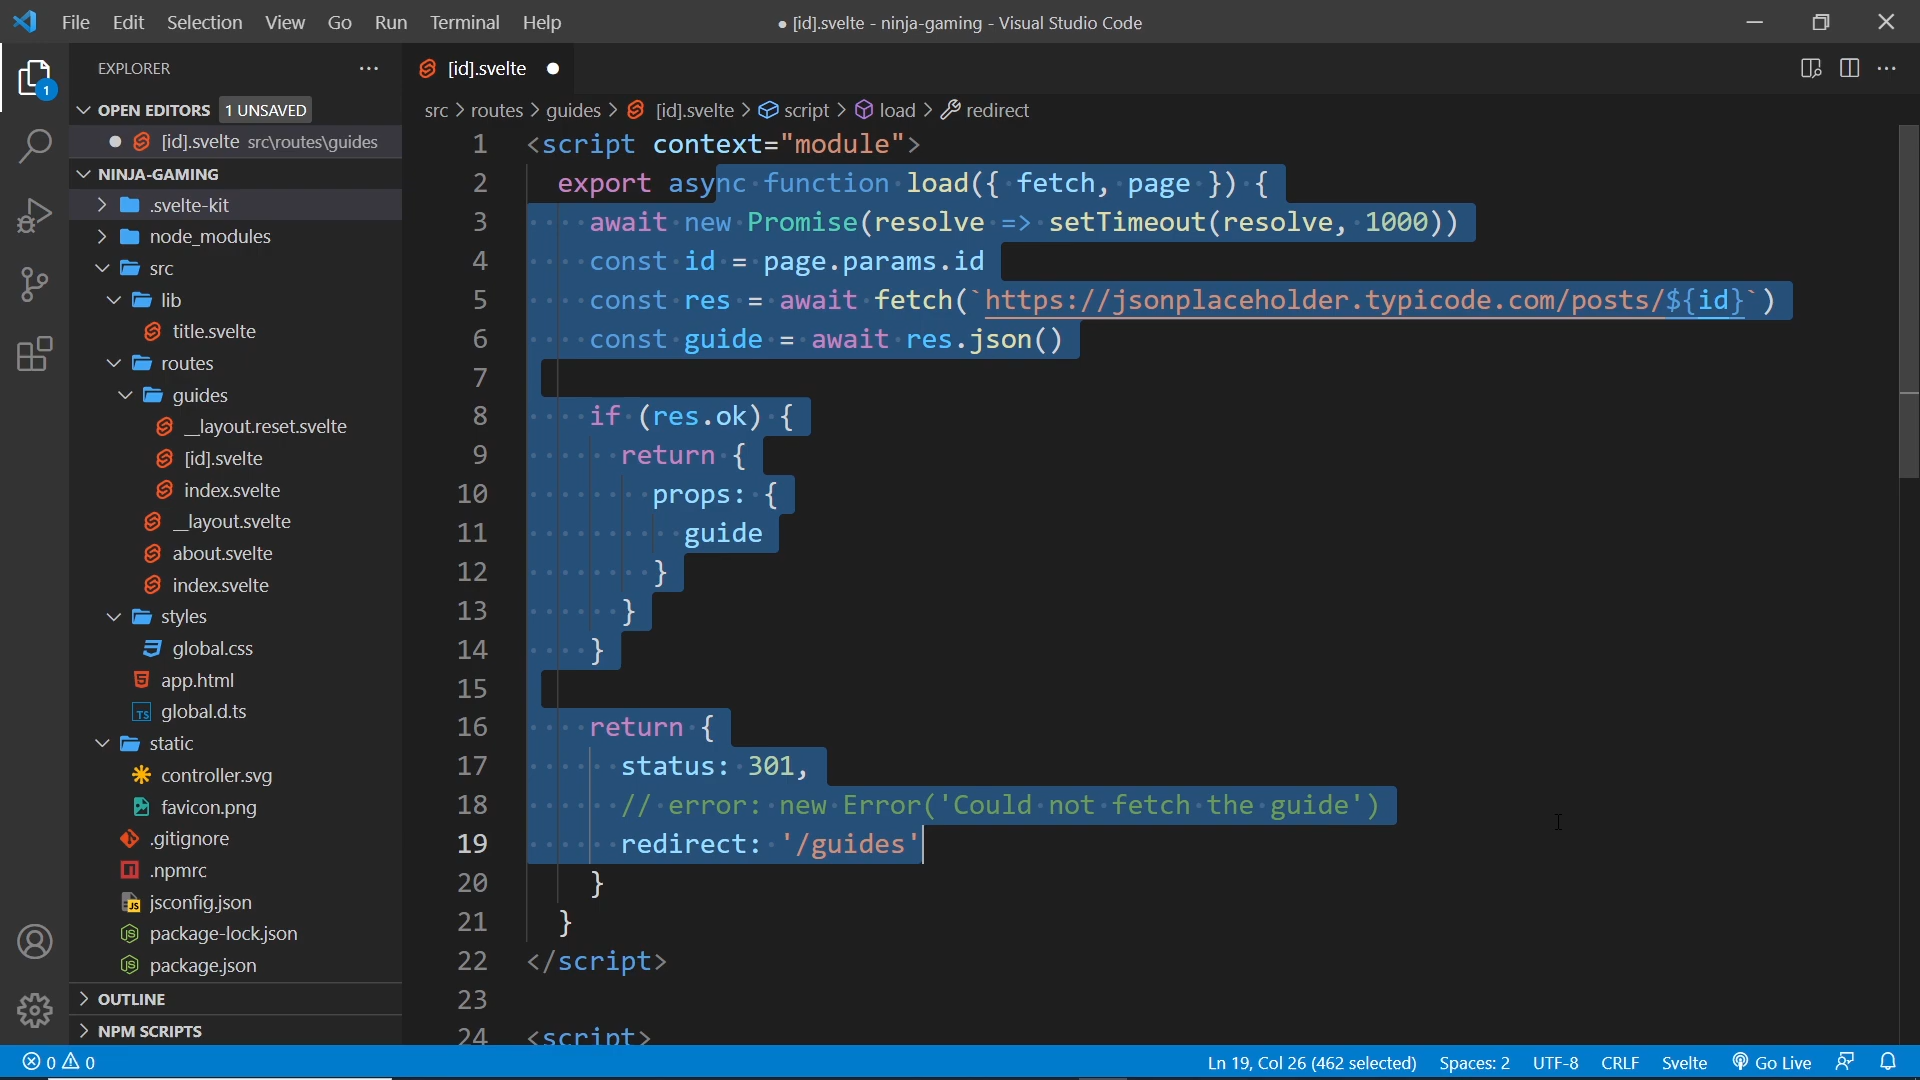 File Edit Selection View Go Run Terminal Help
● [id].svelte - ninja-gaming - Visual Studio Code
EXPLORER
[id].svelte
1
OPEN EDITORS 1 UNSAVED
[id].svelte src\routes\guides
NINJA-GAMING
.svelte-kit
node_modules
src
lib
title.svelte
routes
guides
__layout.reset.svelte
[id].svelte
index.svelte
__layout.svelte
about.svelte
index.svelte
styles
global.css
app.html
TS global.d.ts
static
controller.svg
favicon.png
.gitignore
.npmrc
JS jsconfig.json
package-lock.json
package.json
OUTLINE
NPM SCRIPTS
src > routes > guides > [id].svelte > script > load > redirect
1 <script context="module">
2 export async function load({ fetch, page }) {
3 await new Promise(resolve => setTimeout(resolve, 1000))
4 const id = page.params.id
5 const res = await fetch(`https://jsonplaceholder.typicode.com/posts/${id}`)
6 const guide = await res.json()
7
8 if (res.ok) {
9 return {
10 props: {
11 guide
12 }
13 }
14 }
15
16 return {
17 status: 301,
18 // error: new Error('Could not fetch the guide')
19 redirect: '/guides'
20 }
21 }
22 </script>
23
24 <script>
0 0
Ln 19, Col 26 (462 selected) Spaces: 2 UTF-8 CRLF Svelte Go Live